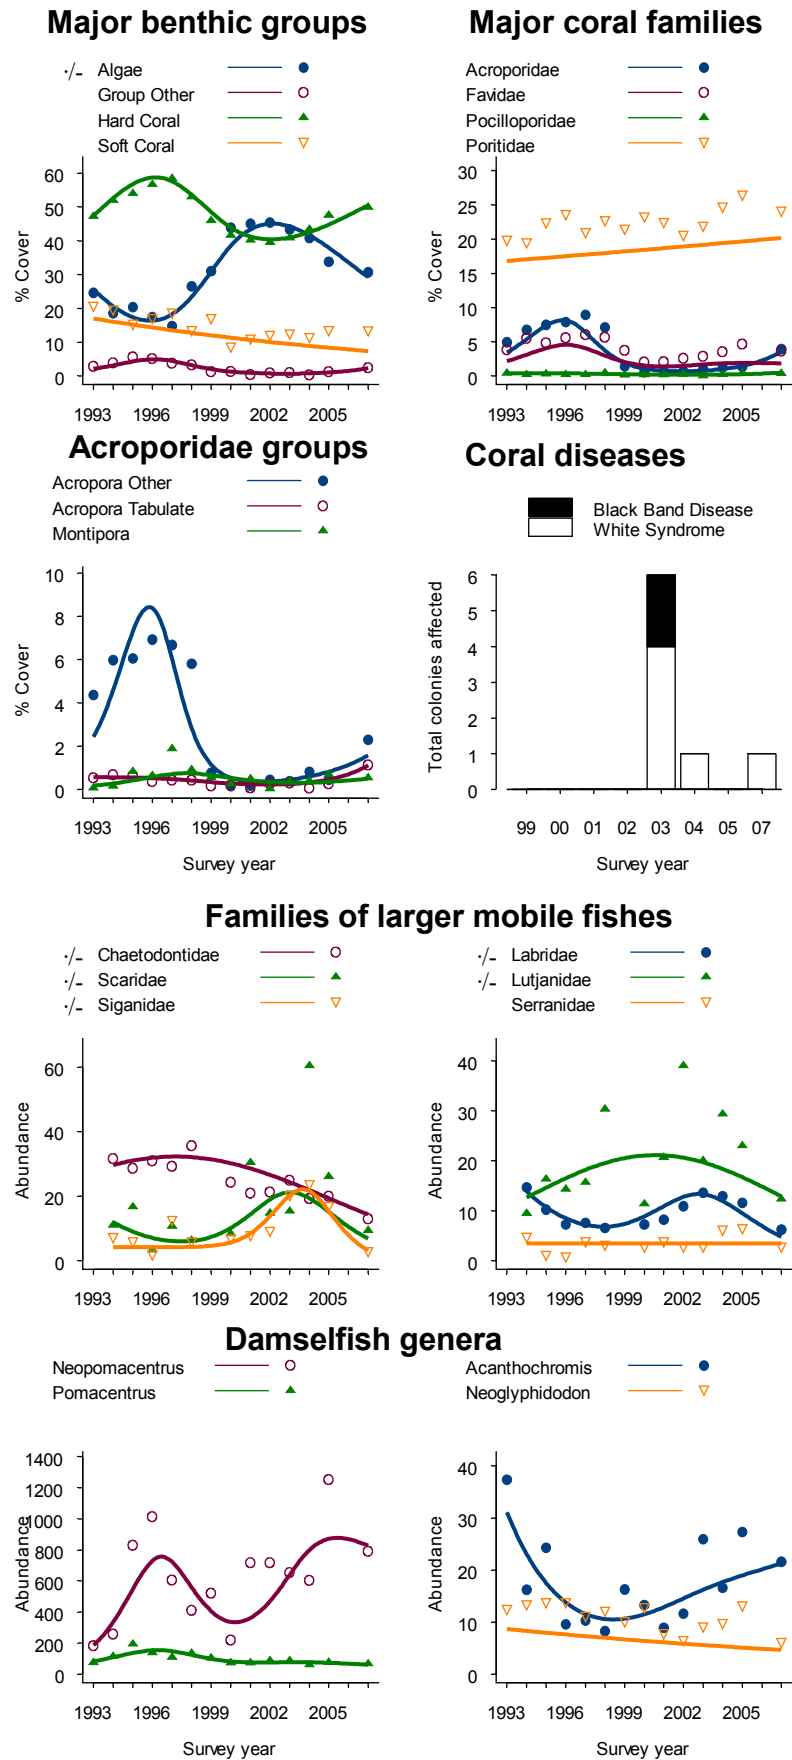 Major benthic groups
·/- Algae
Group Other
Hard Coral
Soft Coral
% Cover
60
50
40
30
20
10
0
1993 1996 1999 2002 2005
Major coral families
Acroporidae
Favidae
Pocilloporidae
Poritidae
% Cover
30
25
20
15
10
5
0
1993 1996 1999 2002 2005
Acroporidae groups
Acropora Other
Acropora Tabulate
Montipora
% Cover
10
8
6
4
2
0
1993 1996 1999 2002 2005
Survey year
Coral diseases
Black Band Disease
White Syndrome
Total colonies affected
6
5
4
3
2
1
0
99 00 01 02 03 04 05 07
Survey year
Families of larger mobile fishes
·/- Chaetodontidae
·/- Scaridae
·/- Siganidae
Abundance
60
40
20
0
1993 1996 1999 2002 2005
·/- Labridae
·/- Lutjanidae
Serranidae
Abundance
40
30
20
10
0
1993 1996 1999 2002 2005
Damselfish genera
Neopomacentrus
Pomacentrus
Abundance
1400
1200
1000
800
600
400
200
0
1993 1996 1999 2002 2005
Survey year
Acanthochromis
Neoglyphidodon
Abundance
40
30
20
10
0
1993 1996 1999 2002 2005
Survey year